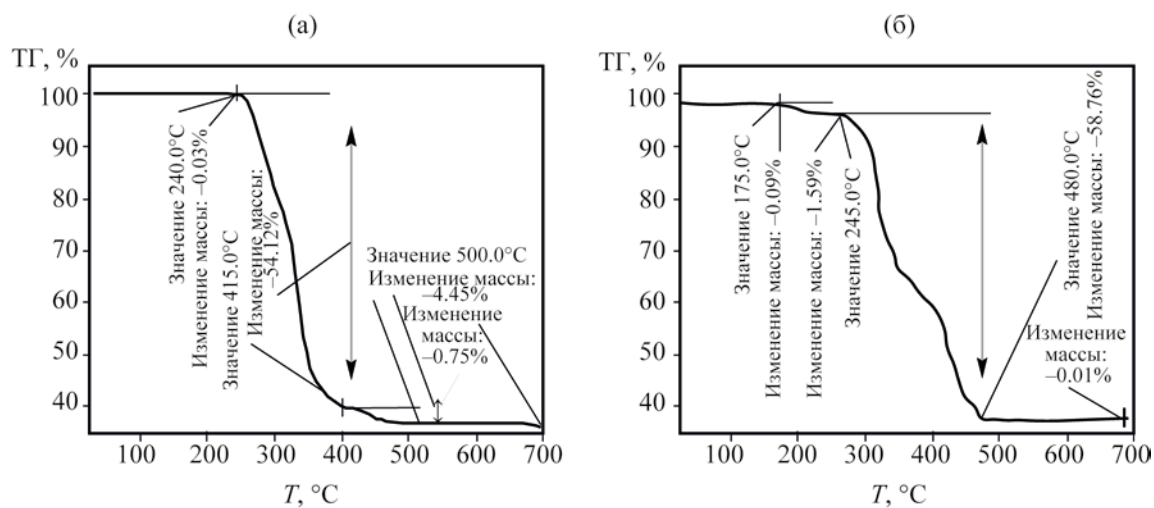 (а)
ТГ, %
100
90
80
70
60
50
40
Значение 240.0°C
Изменение массы: –0.03%
Значение 415.0°C
Изменение массы:
–54.12%
Значение 500.0°C
Изменение массы:
–4.45%
Изменение
массы:
–0.75%
100 200 300 400 500 600 700
T, °C
(б)
ТГ, %
100
90
80
70
60
50
40
Значение 175.0°C
Изменение массы: –0.09%
Изменение массы: –1.59%
Значение 245.0°C
Значение 480.0°C
Изменение массы: –58.76%
Изменение
массы:
–0.01%
100 200 300 400 500 600 700
T, °C